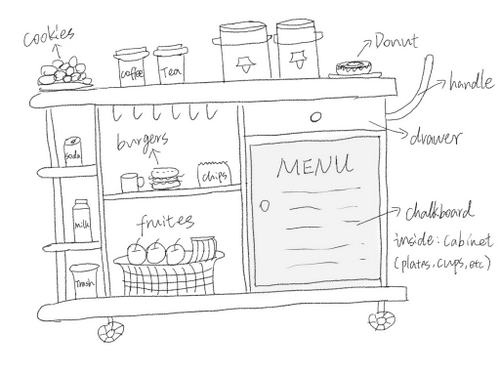 cookies
coffee
Tea
Donut
handle
drawer
burgers
soda
chips
MENU
milk
fruites
Trash
chalkboard
inside: cabinet
(plates, cups, etc)